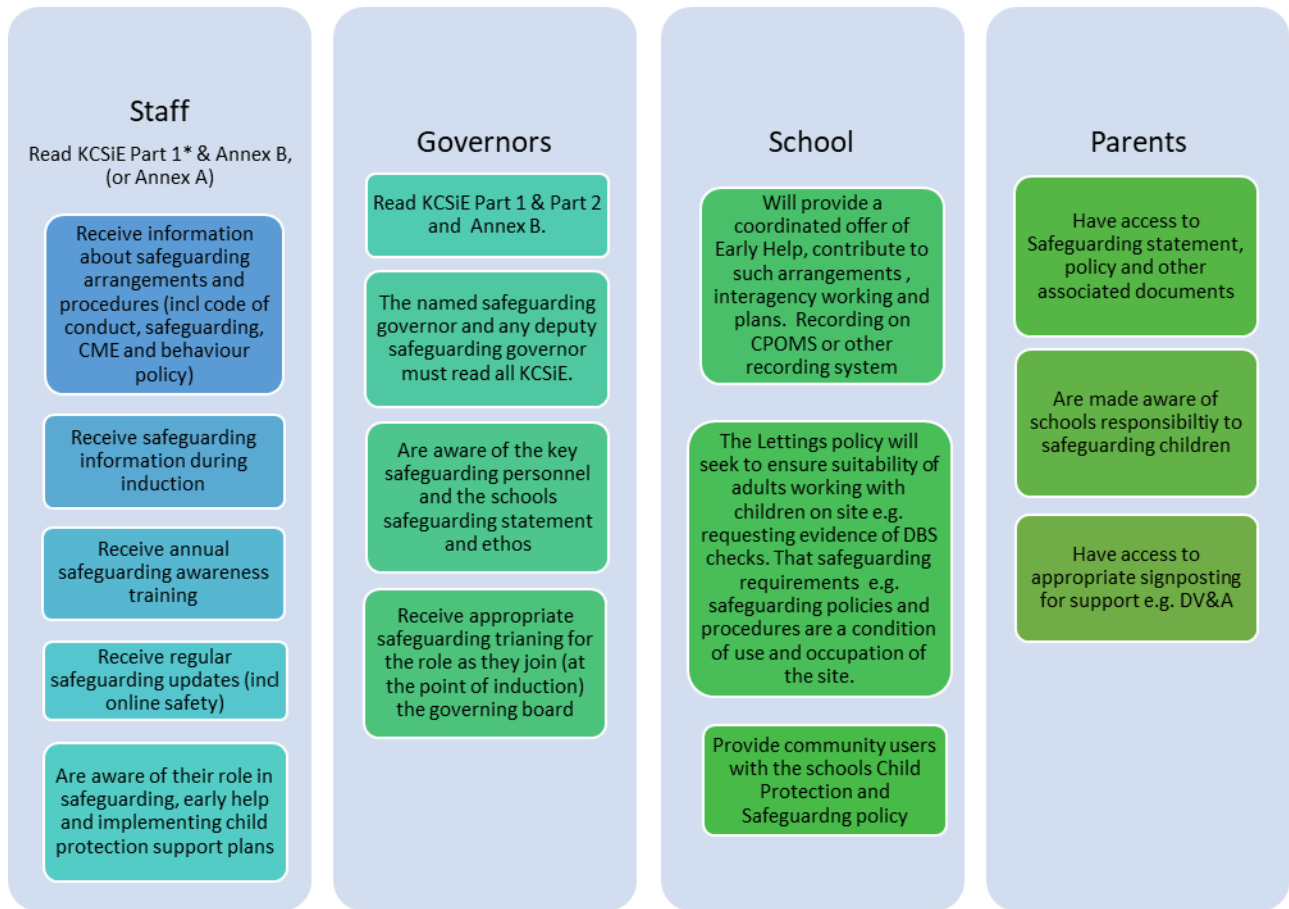 Staff
Read KCSiE Part 1* & Annex B,
(or Annex A)
Receive information
about safeguarding
arrangements and
procedures (incl code of
conduct, safeguarding,
CME and behaviour
policy)
Receive safeguarding
information during
induction
Receive annual
safeguarding awareness
training
Receive regular
safeguarding updates (incl
online safety)
Are aware of their role in
safeguarding, early help
and implementing child
protection support plans
Governors
Read KCSiE Part 1 & Part 2
and Annex B.
The named safeguarding
governor and any deputy
safeguarding governor
must read all KCSiE.
Are aware of the key
safeguarding personnel
and the schools
safeguarding statement
and ethos
Receive appropriate
safeguarding trianing for
the role as they join (at
the point of induction)
the governing board
School
Will provide a
coordinated offer of
Early Help, contribute to
such arrangements ,
interagency working and
plans. Recording on
CPOMS or other
recording system
The Lettings policy will
seek to ensure suitability of
adults working with
children on site e.g.
requesting evidence of DBS
checks. That safeguarding
requirements e.g.
safeguarding policies and
procedures are a condition
of use and occupation of
the site.
Provide community users
with the schools Child
Protection and
Safeguardng policy
Parents
Have access to
Safeguarding statement,
policy and other
associated documents
Are made aware of
schools responsibiltiy to
safeguarding children
Have access to
appropriate signposting
for support e.g. DV&A